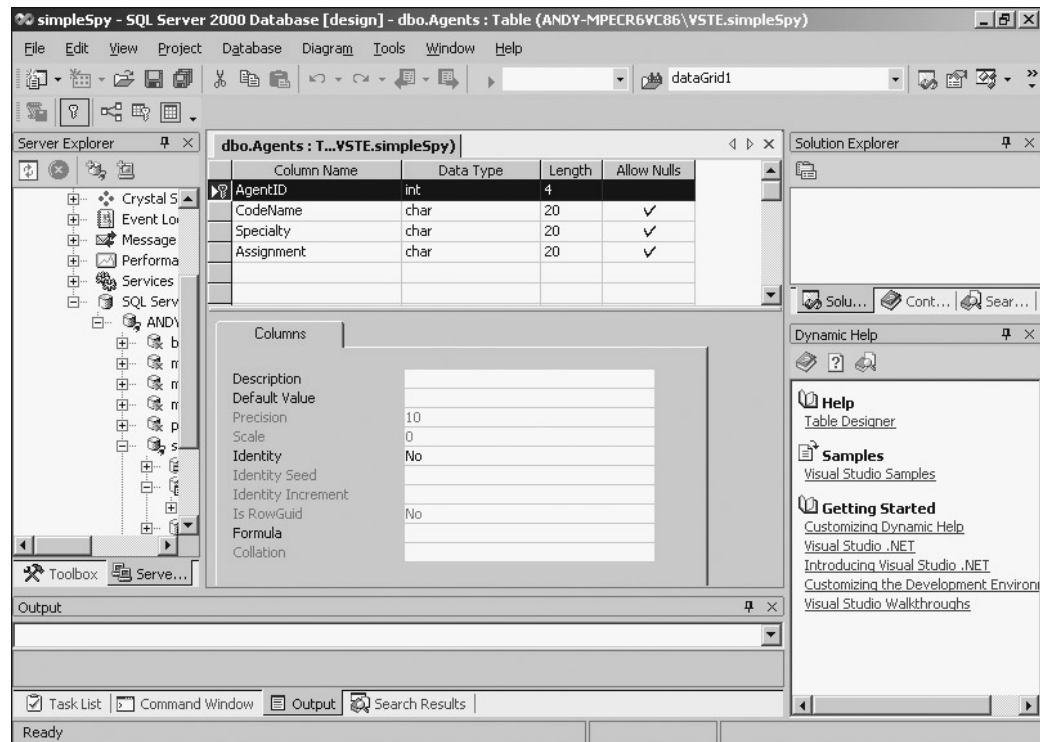 simpleSpy - SQL Server 2000 Database [design] - dbo.Agents : Table (ANDY-MPECR6VC86\VSTE.simpleSpy)
File Edit View Project Database Diagram Tools Window Help
dataGrid1
Server Explorer
Crystal S
Event Lo
Message
Performa
Services
SQL Serv
ANDY
b
m
m
m
p
s
Toolbox
Serve...
dbo.Agents : T...VSTE.simpleSpy)
Column Name Data Type Length Allow Nulls
AgentID int 4
CodeName char 20
Specialty char 20
Assignment char 20
Columns
Description
Default Value
Precision 10
Scale 0
Identity No
Identity Seed
Identity Increment
Is RowGuid No
Formula
Collation
Solution Explorer
Solu... Cont... Sear...
Dynamic Help
Help
Table Designer
Samples
Visual Studio Samples
Getting Started
Customizing Dynamic Help
Visual Studio .NET
Introducing Visual Studio .NET
Customizing the Development Environ
Visual Studio Walkthroughs
Output
Task List Command Window Output Search Results
Ready